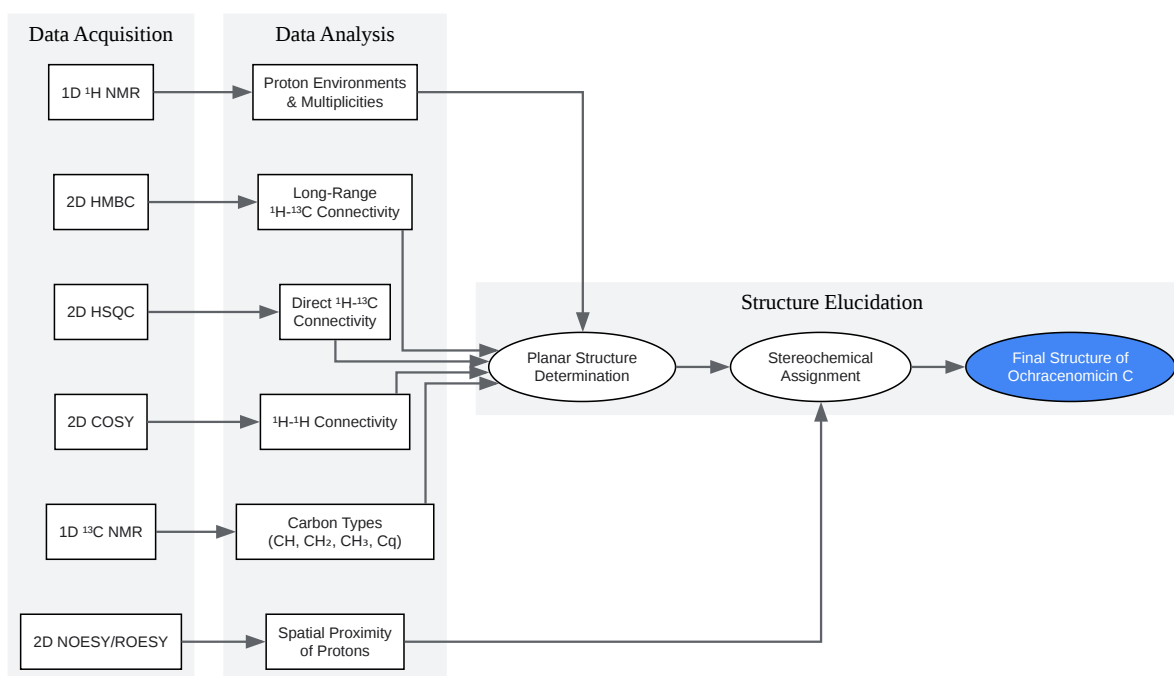 Data Acquisition
Data Analysis
1D ¹H NMR
Proton Environments
& Multiplicities
2D HMBC
Long-Range
¹H-¹³C Connectivity
2D HSQC
Direct ¹H-¹³C
Connectivity
Structure Elucidation
Planar Structure
Determination
Stereochemical
Assignment
Final Structure of
Ochracenomicin C
2D COSY
¹H-¹H Connectivity
1D ¹³C NMR
Carbon Types
(CH, CH₂, CH₃, Cq)
2D NOESY/ROESY
Spatial Proximity
of Protons